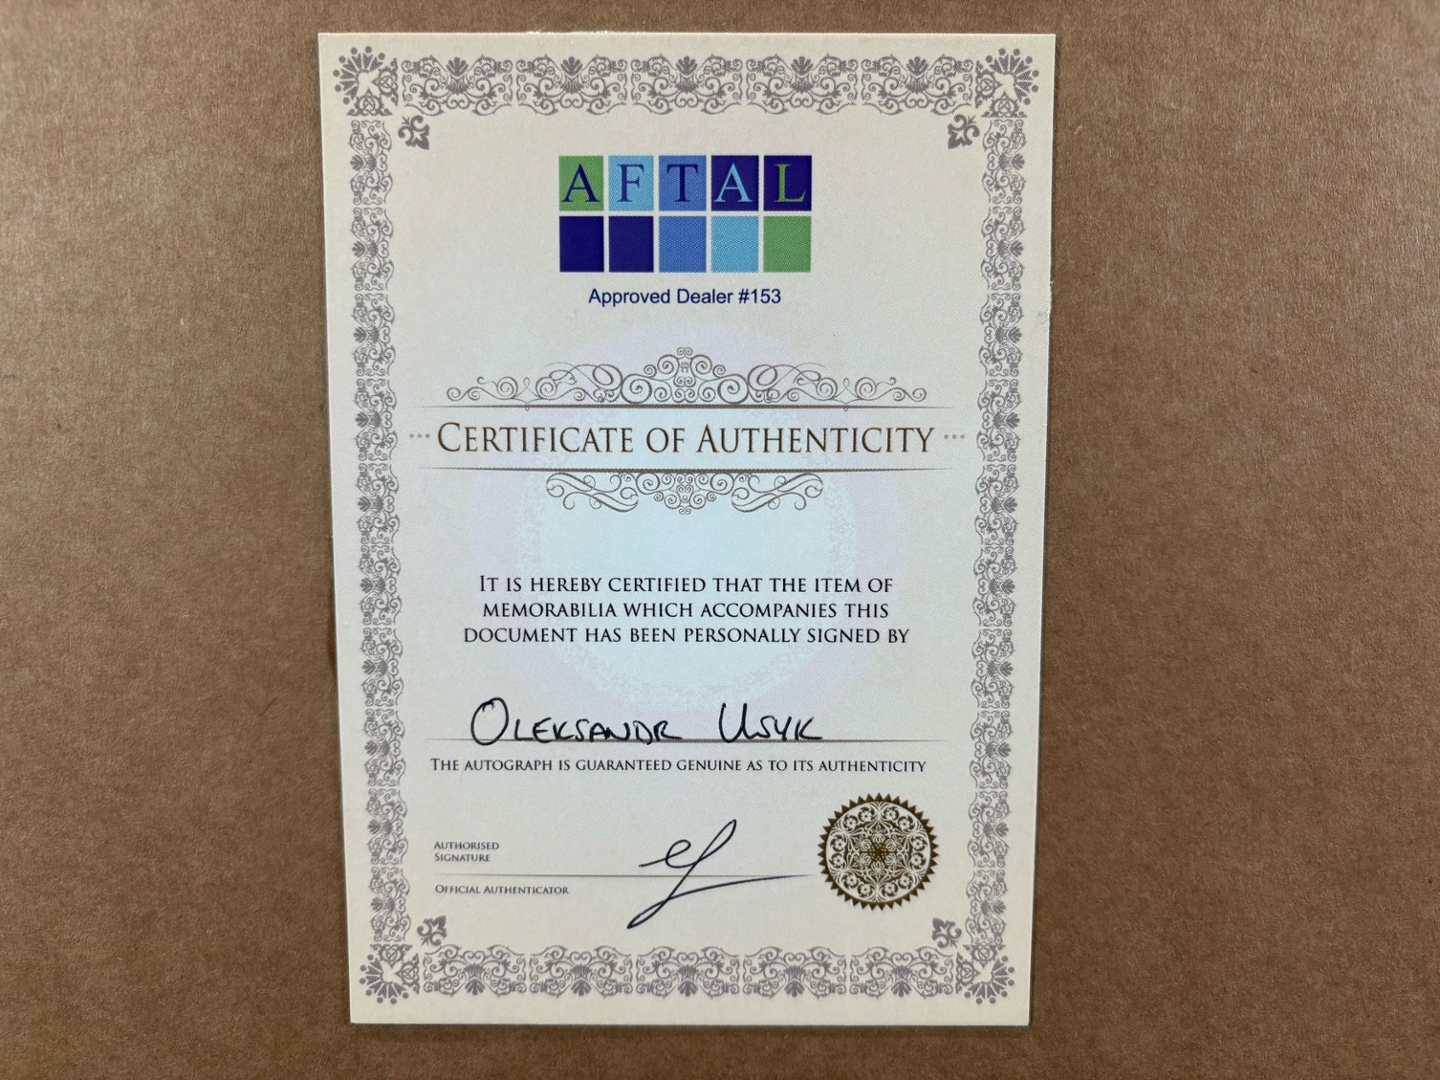 AFTAL
Approved Dealer #153
CERTIFICATE OF AUTHENTICITY
IT IS HEREBY CERTIFIED THAT THE ITEM OF
MEMORABILIA WHICH ACCOMPANIES THIS
DOCUMENT HAS BEEN PERSONALLY SIGNED BY
OLEKSANDR USYK
THE AUTOGRAPH IS GUARANTEED GENUINE AS TO ITS AUTHENTICITY
AUTHORISED
SIGNATURE
OFFICIAL AUTHENTICATOR